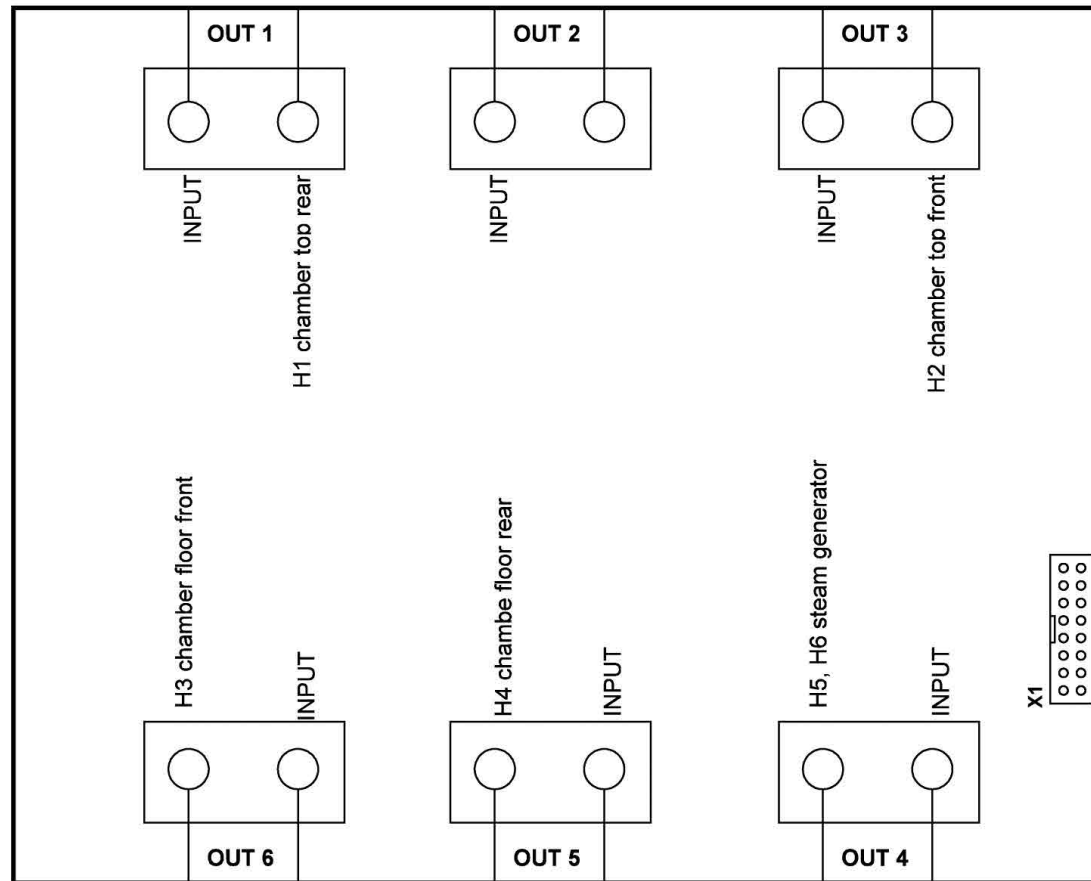 OUT 1
OUT 2
OUT 3
INPUT
H1 chamber top rear
INPUT
INPUT
H2 chamber top front
H3 chamber floor front
INPUT
H4 chambe floor rear
INPUT
H5, H6 steam generator
INPUT
X1
OUT 6
OUT 5
OUT 4